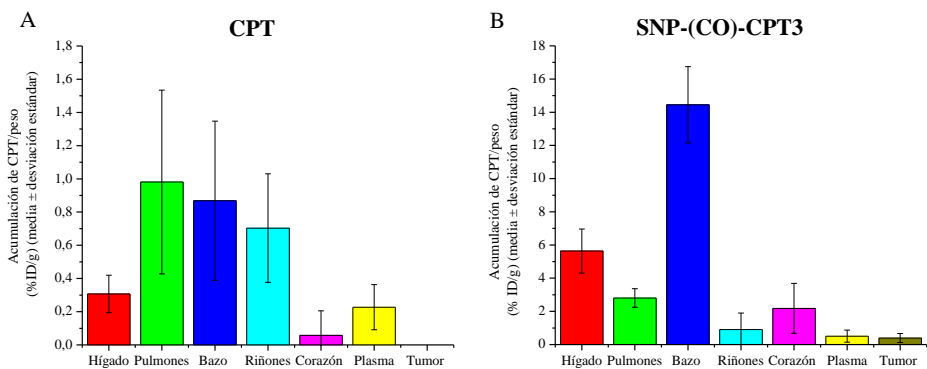 A
CPT
Acumulación de CPT/peso
(%ID/g) (media ± desviación estándar)
1,8
1,6
1,4
1,2
1,0
0,8
0,6
0,4
0,2
0,0
Hígado Pulmones Bazo Riñones Corazón Plasma Tumor
B
SNP-(CO)-CPT3
Acumulación de CPT/peso
(% ID/g) (media ± desviación estándar)
18
16
14
12
10
8
6
4
2
0
Hígado Pulmones Bazo Riñones Corazón Plasma Tumor